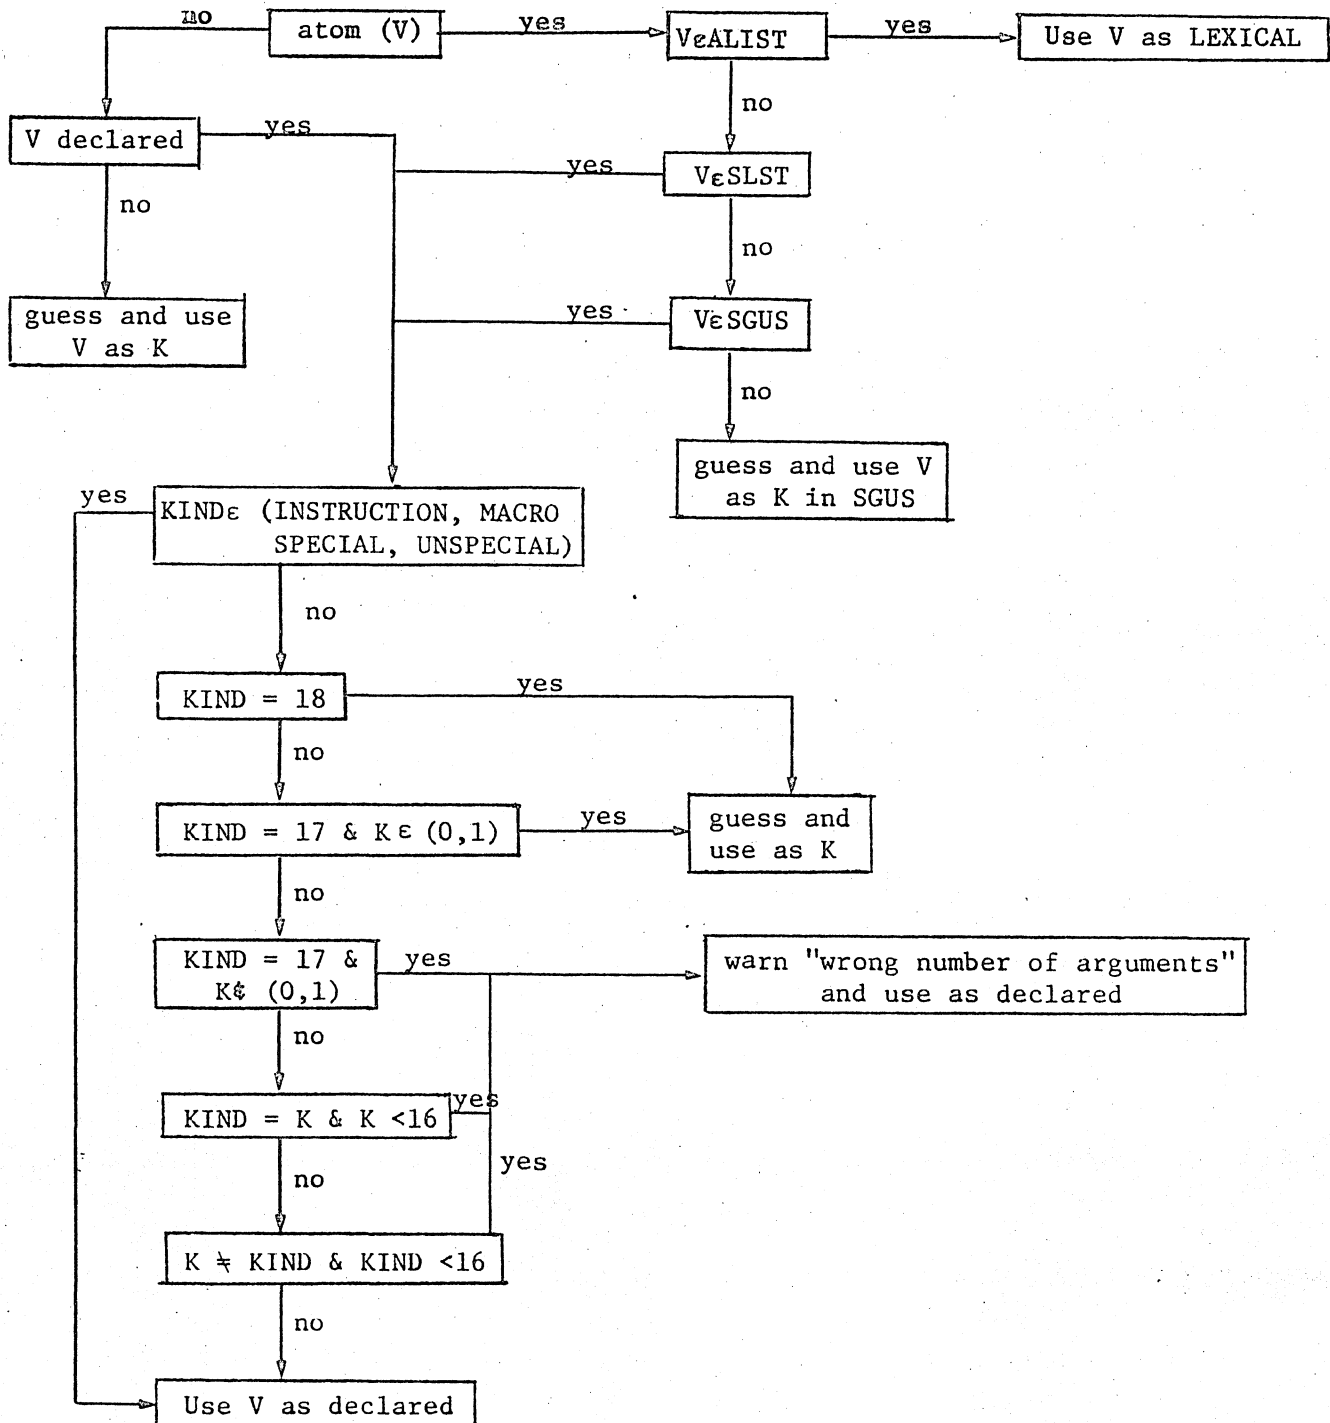 no
atom (V)
yes
VεALIST
yes
Use V as LEXICAL
no
V declared
yes
yes
VεSLST
no
no
guess and use
V as K
yes
VεSGUS
no
guess and use V
as K in SGUS
yes
KINDε (INSTRUCTION, MACRO
SPECIAL, UNSPECIAL)
no
KIND = 18
yes
no
KIND = 17 & K ε (0,1)
yes
guess and
use as K
no
KIND = 17 &
K∉ (0,1)
yes
warn "wrong number of arguments"
and use as declared
no
KIND = K & K <16
yes
yes
no
K ≠ KIND & KIND <16
no
Use V as declared